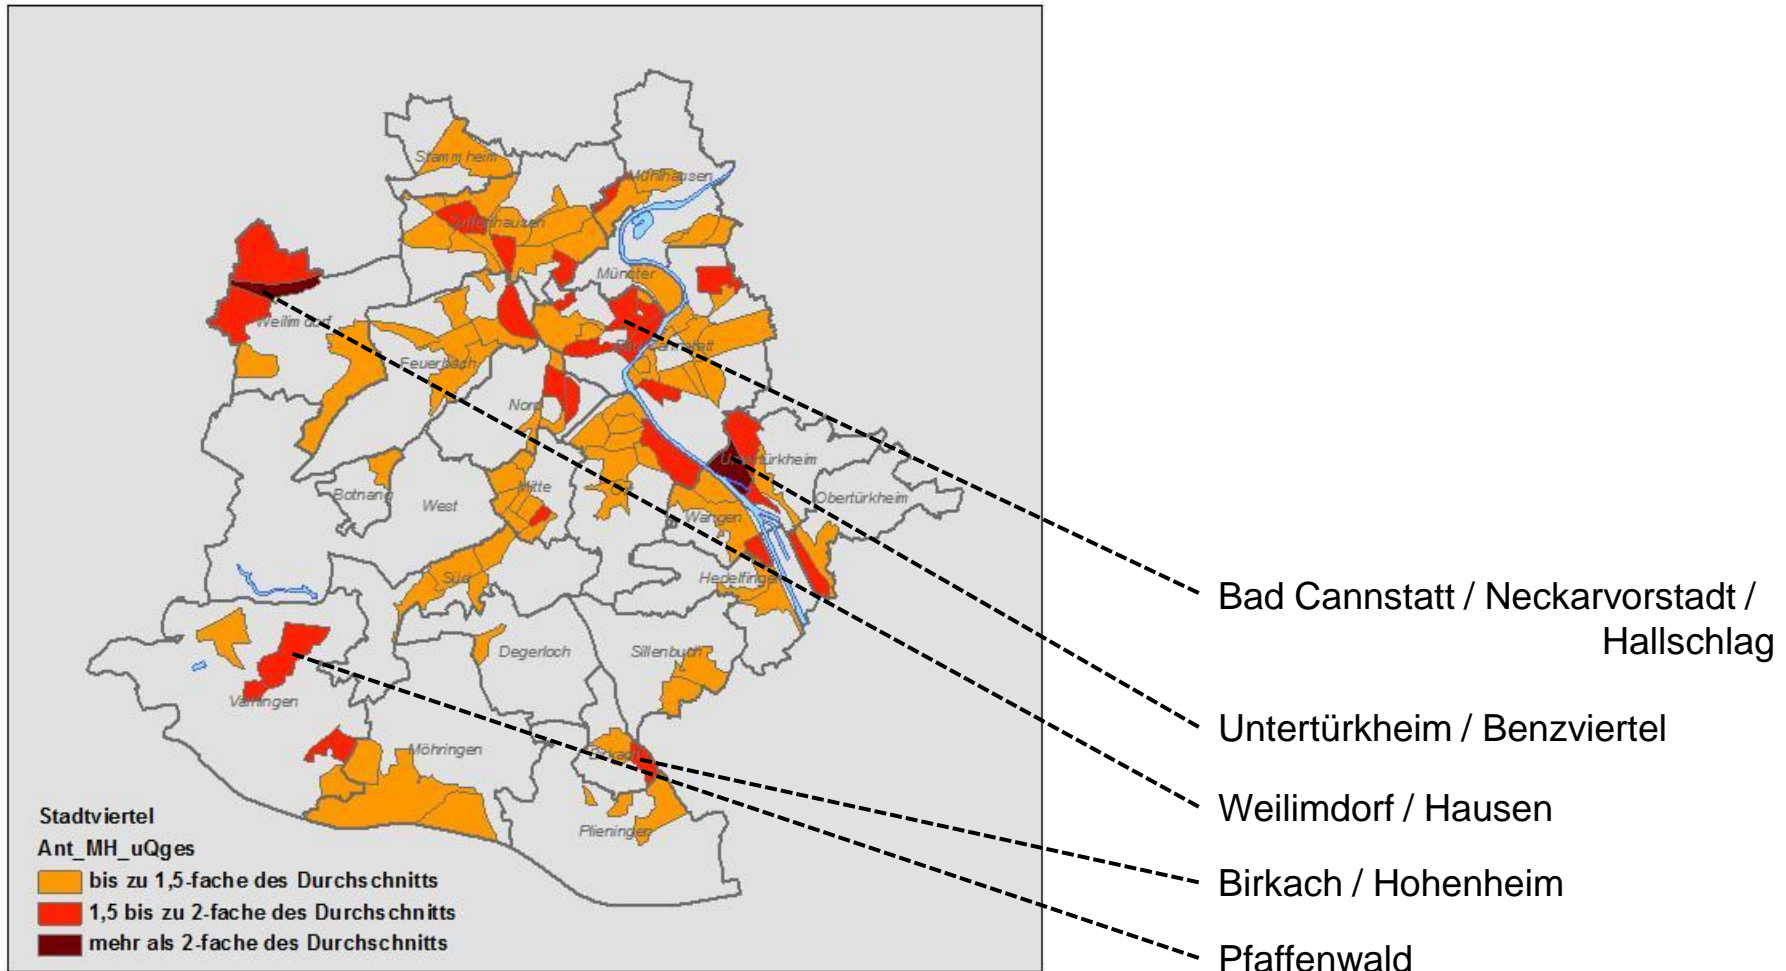 Stammheim
Mühlhausen
Zuffenhausen
Münster
Weilimdorf
Bad Cannstatt
Feuerbach
Nord
Untertürkheim
Botnang
West
Mitte
Obertürkheim
Wangen
Süd
Hedelfingen
Degerloch
Sillenbuch
Vaihingen
Möhringen
Birkach
Plieningen
Stadtviertel
Ant_MH_uQges
bis zu 1,5-fache des Durchschnitts
1,5 bis zu 2-fache des Durchschnitts
mehr als 2-fache des Durchschnitts
Bad Cannstatt / Neckarvorstadt /
Hallschlag
Untertürkheim / Benzviertel
Weilimdorf / Hausen
Birkach / Hohenheim
Pfaffenwald